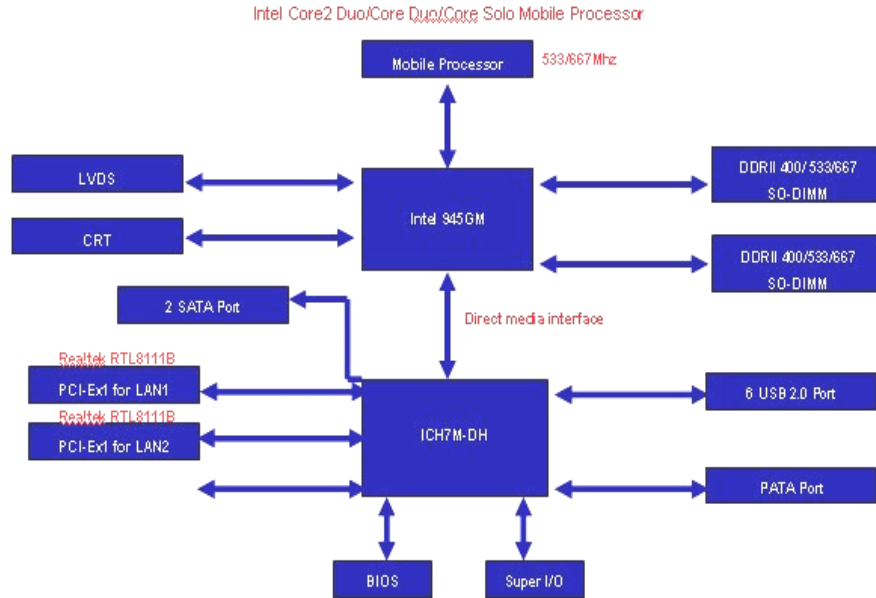 Intel Core2 Duo/Core Duo/Core Solo Mobile Processor
Mobile Processor
533/667Mhz
LVDS
DDRII 400/533/667
SO-DIMM
Intel 945GM
CRT
DDRII 400/533/667
SO-DIMM
2 SATA Port
Direct media interface
Realtek RTL8111B
PCI-Ex1 for LAN1
6 USB 2.0 Port
Realtek RTL8111B
PCI-Ex1 for LAN2
ICH7M-DH
PATA Port
BIOS
Super I/O